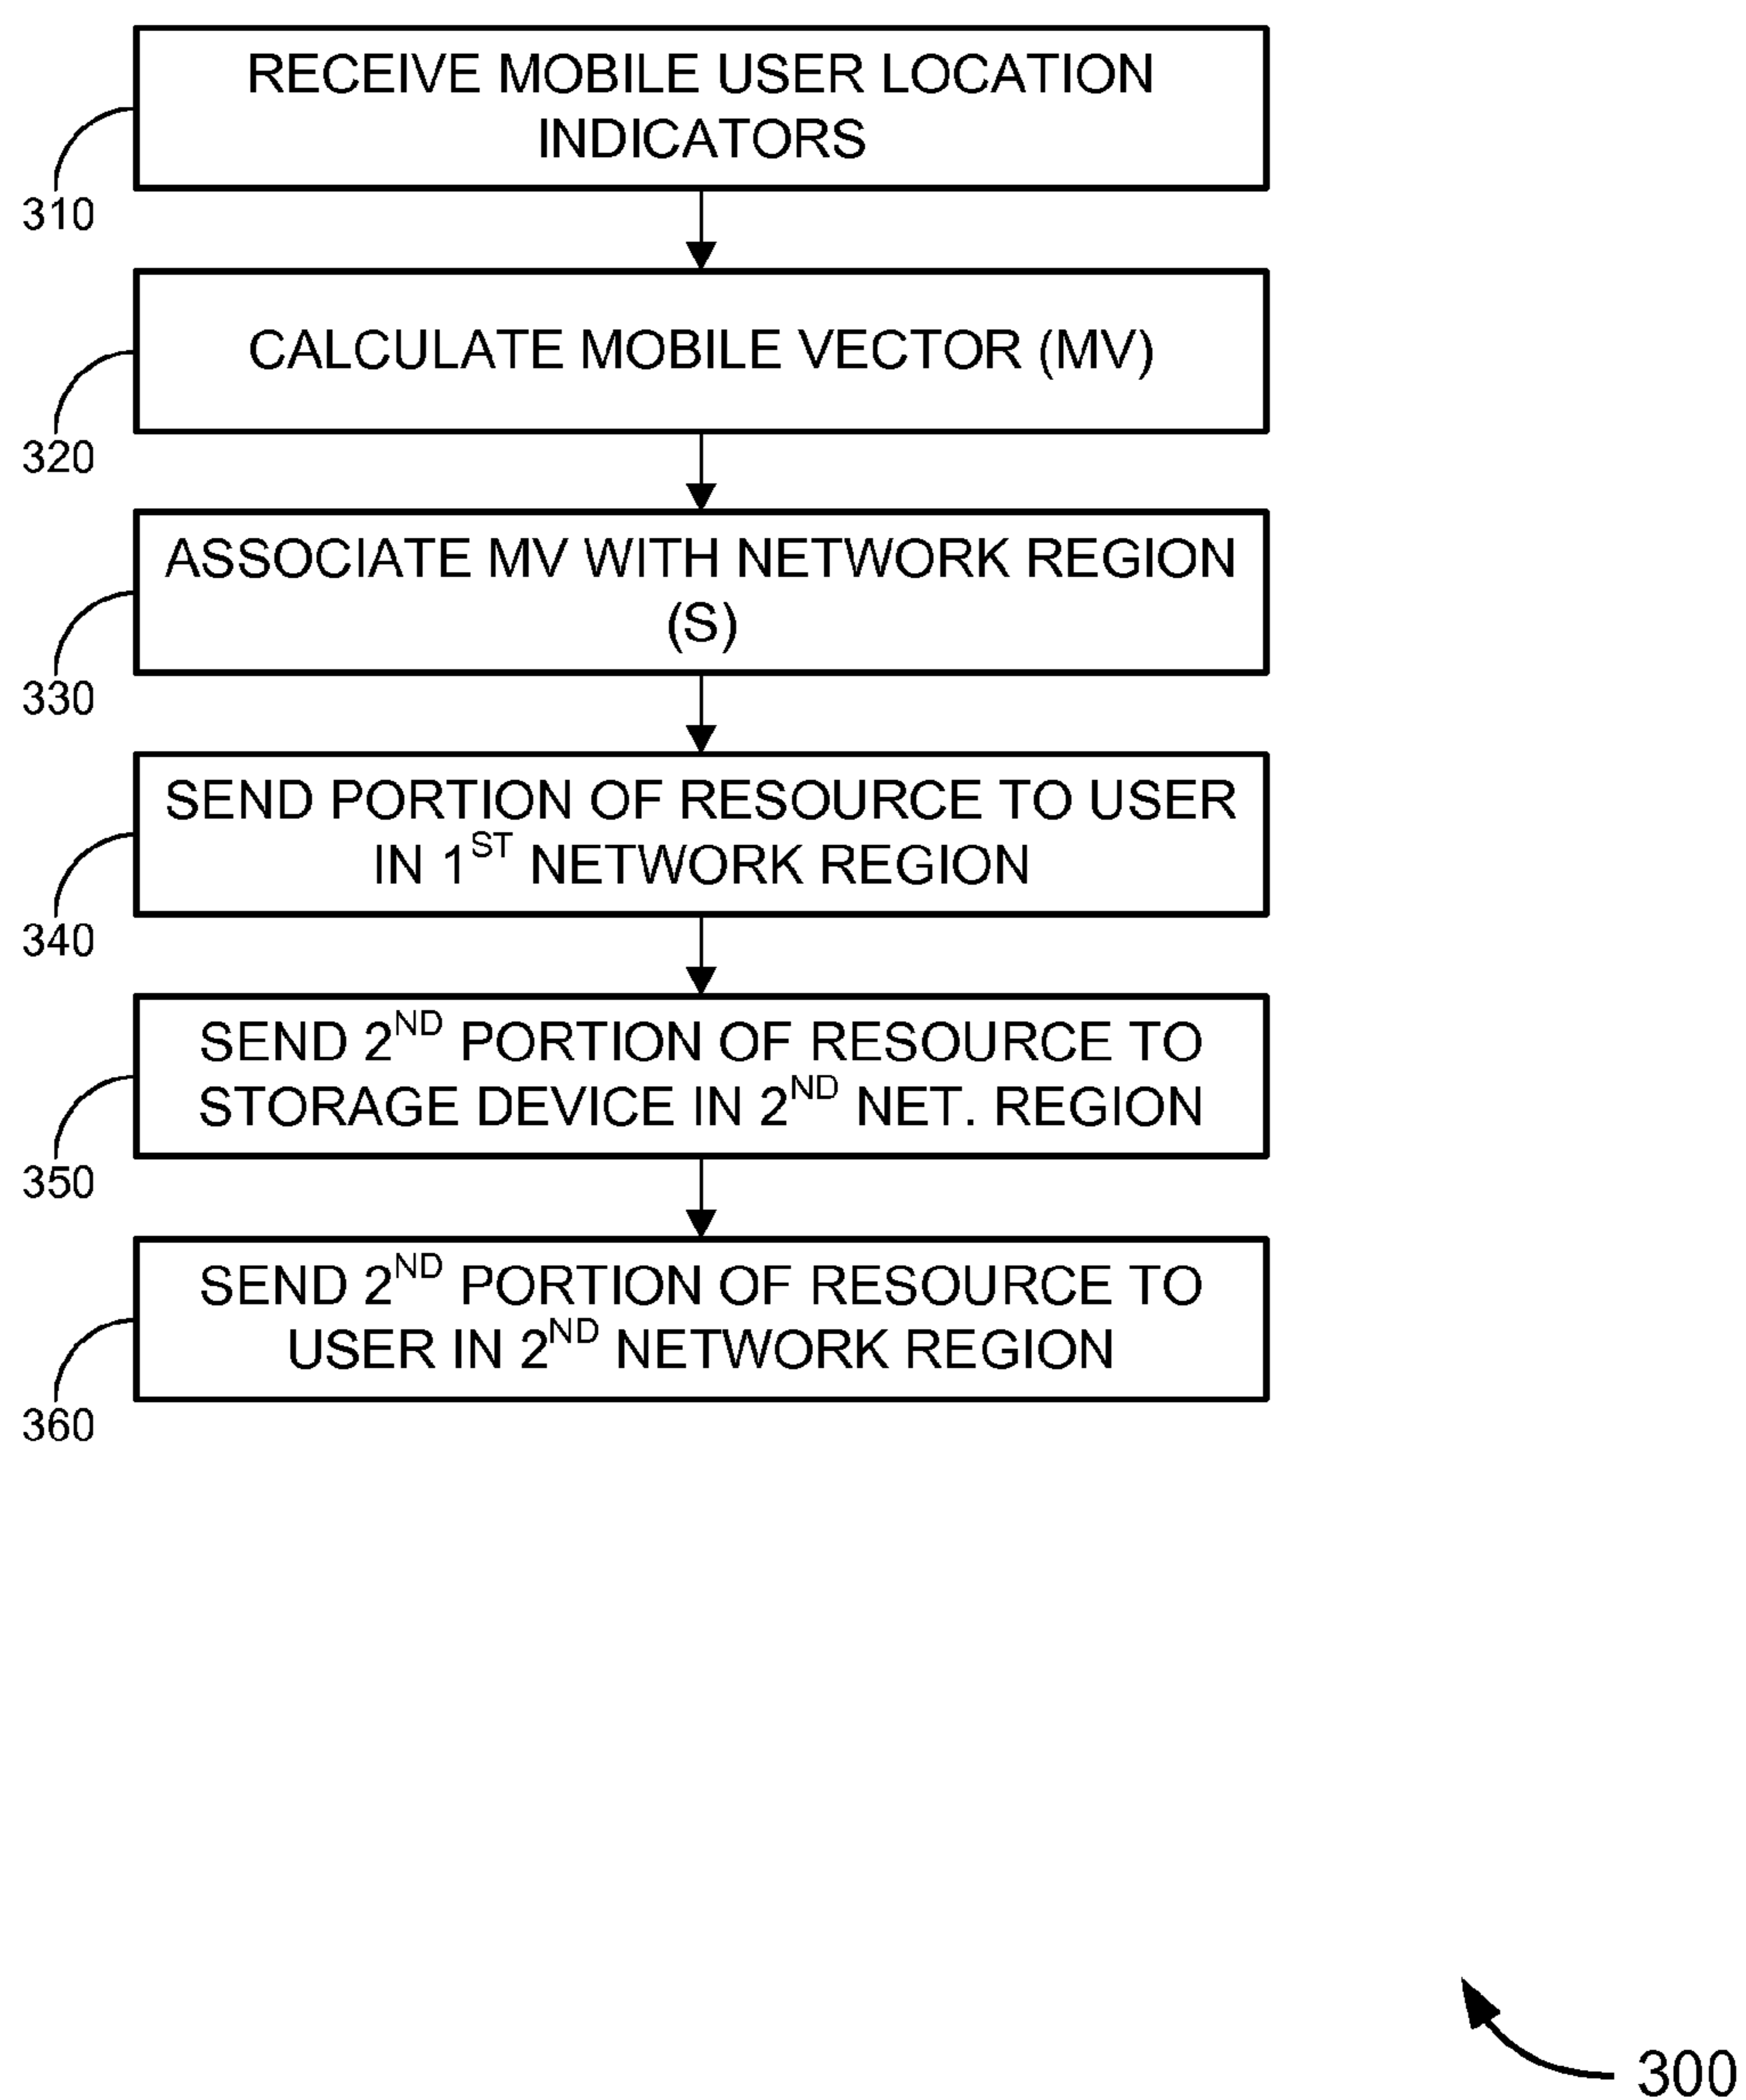 RECEIVE MOBILE USER LOCATION
INDICATORS
310
CALCULATE MOBILE VECTOR (MV)
320
ASSOCIATE MV WITH NETWORK REGION
(S)
330
SEND PORTION OF RESOURCE TO USER
IN 1ST NETWORK REGION
340
SEND 2ND PORTION OF RESOURCE TO
STORAGE DEVICE IN 2ND NET. REGION
350
SEND 2ND PORTION OF RESOURCE TO
USER IN 2ND NETWORK REGION
360
300